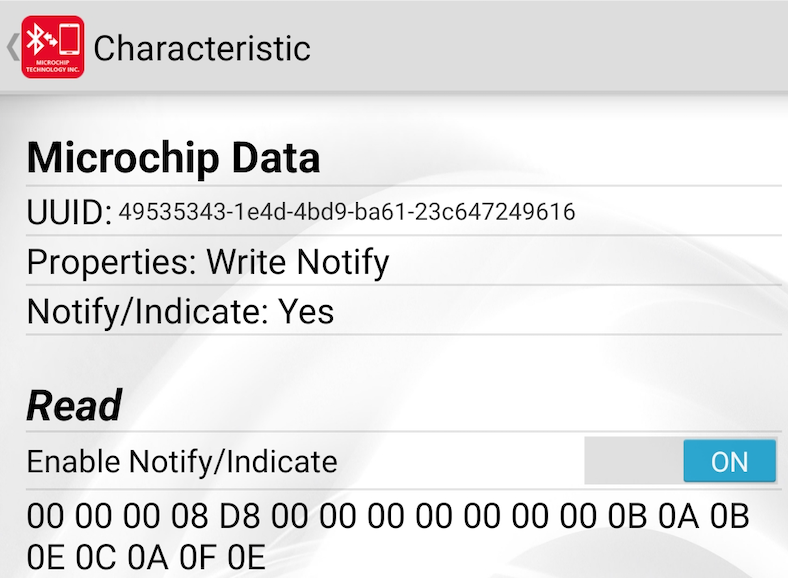 Characteristic
MICROCHIP
TECHNOLOGY INC.
Microchip Data
UUID: 49535343-1e4d-4bd9-ba61-23c647249616
Properties: Write Notify
Notify/Indicate: Yes
Read
Enable Notify/Indicate
ON
00 00 00 08 D8 00 00 00 00 00 00 00 0B 0A 0B
0E 0C 0A 0F 0E